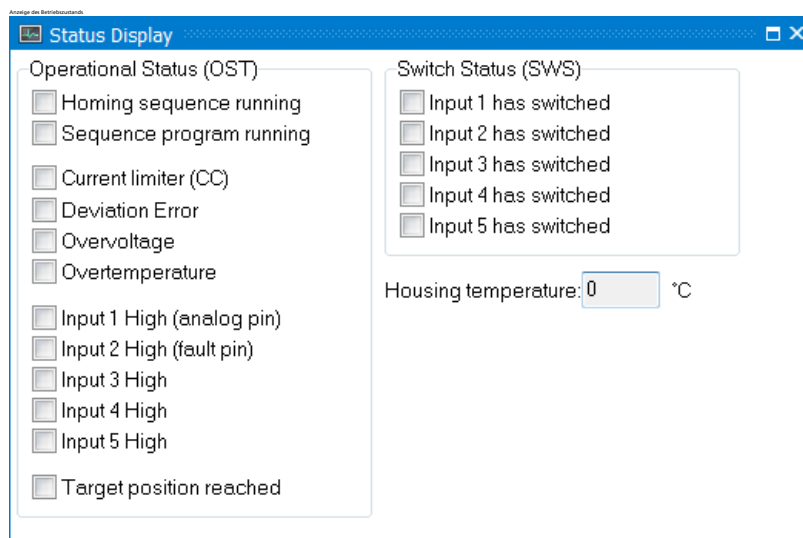 Anzeige des Betriebszustands
Status Display
Operational Status (OST)
Homing sequence running
Sequence program running
Current limiter (CC)
Deviation Error
Overvoltage
Overtemperature
Input 1 High (analog pin)
Input 2 High (fault pin)
Input 3 High
Input 4 High
Input 5 High
Target position reached
Switch Status (SWS)
Input 1 has switched
Input 2 has switched
Input 3 has switched
Input 4 has switched
Input 5 has switched
Housing temperature: 0 °C